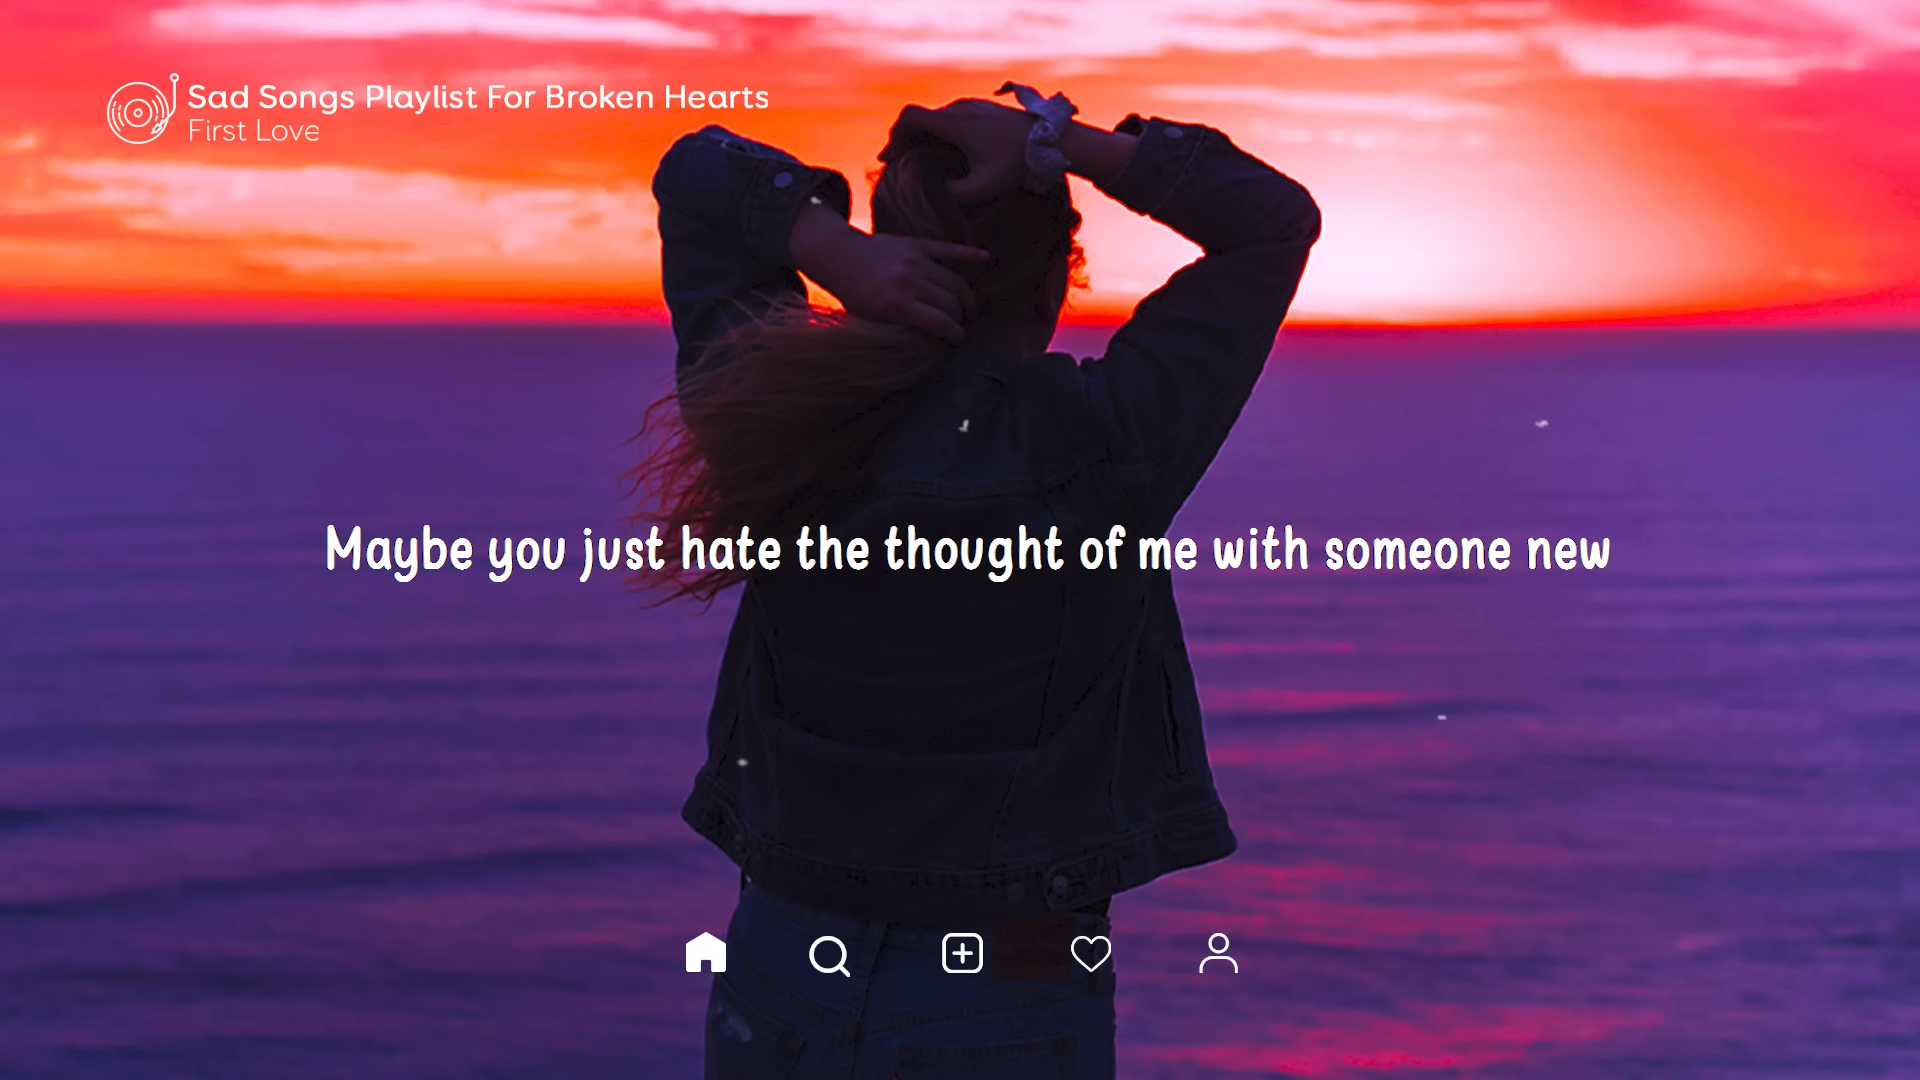 Sad Songs Playlist For Broken Hearts
First Love
Maybe you just hate the thought of me with someone new